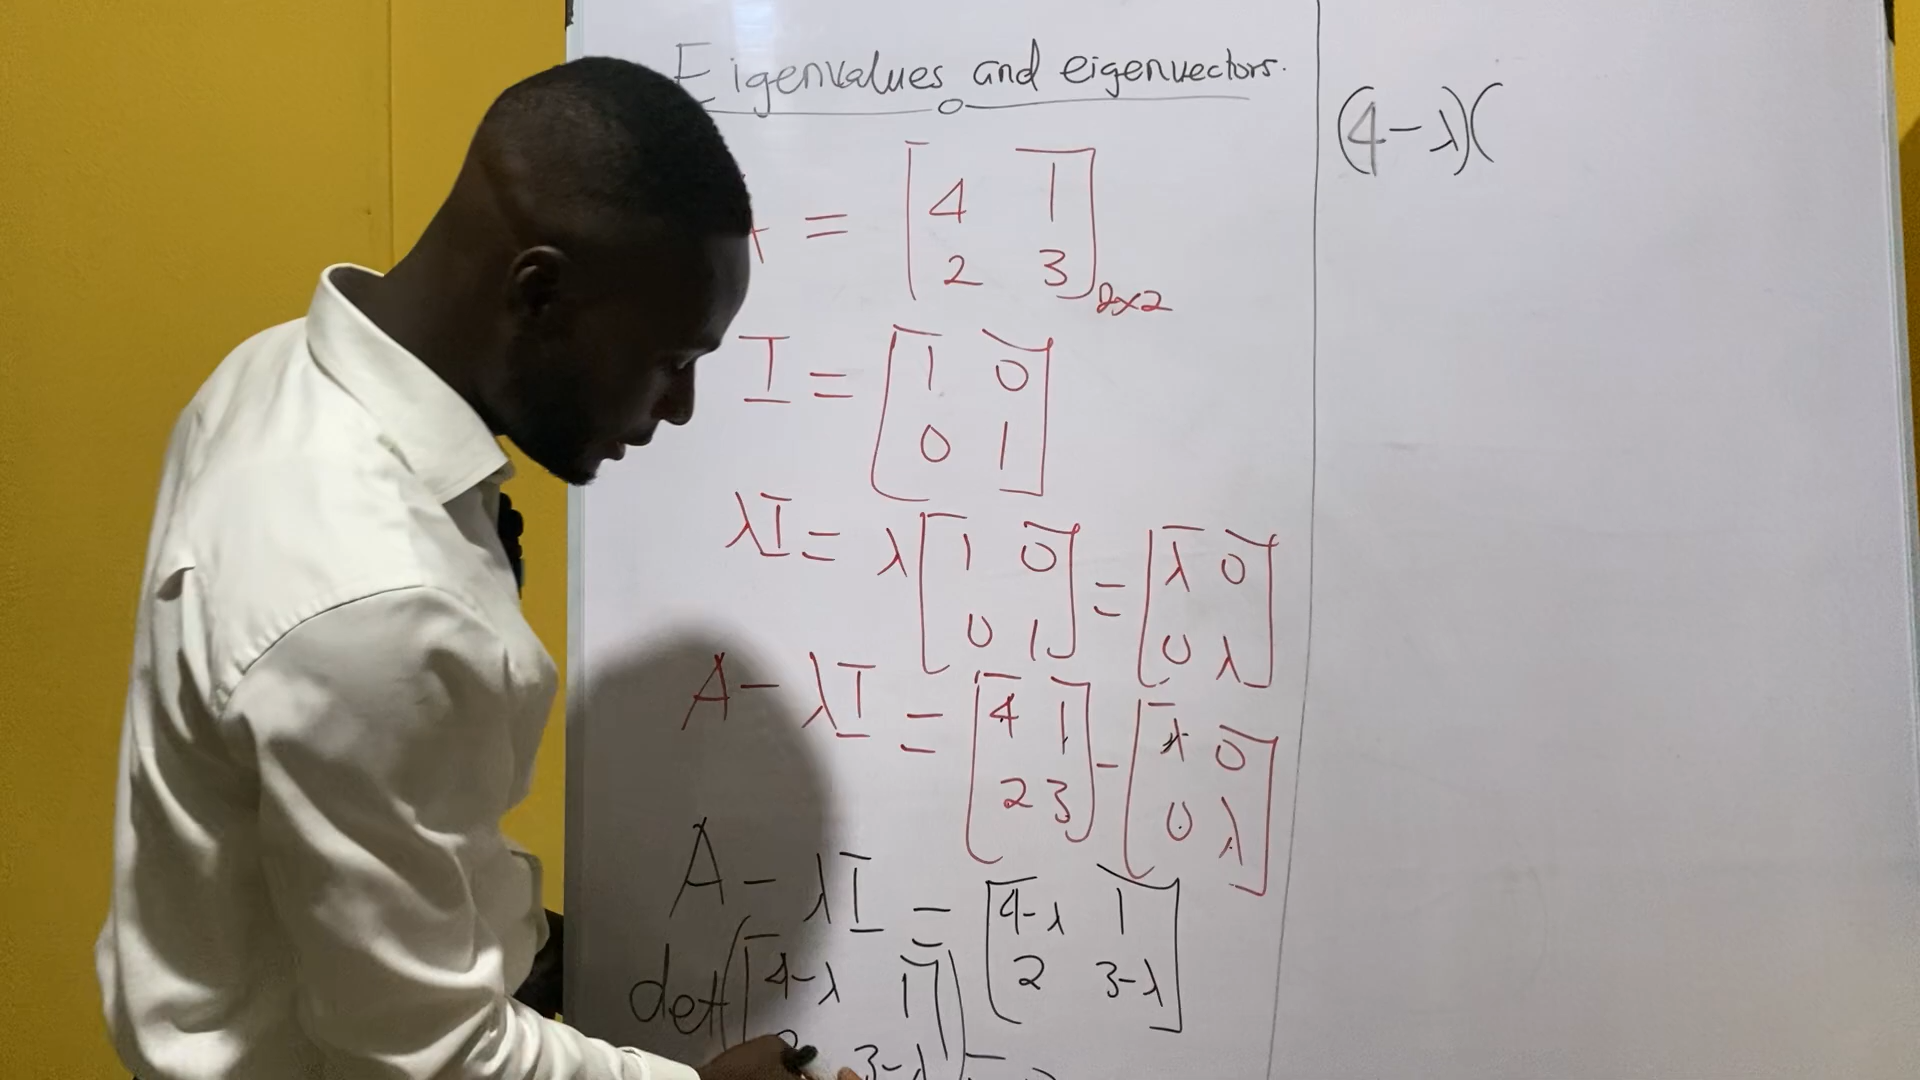 Eigenvalues and eigenvectors.
A = [4 1
2 3]2x2
I = [1 0
0 1]
λI = λ[1 0
0 1] = [λ 0
0 λ]
A - λI = [4 1
2 3] - [λ 0
0 λ]
A - λI = [4-λ 1
2 3-λ]
det([4-λ 1
3-λ]) =
(4-λ)(